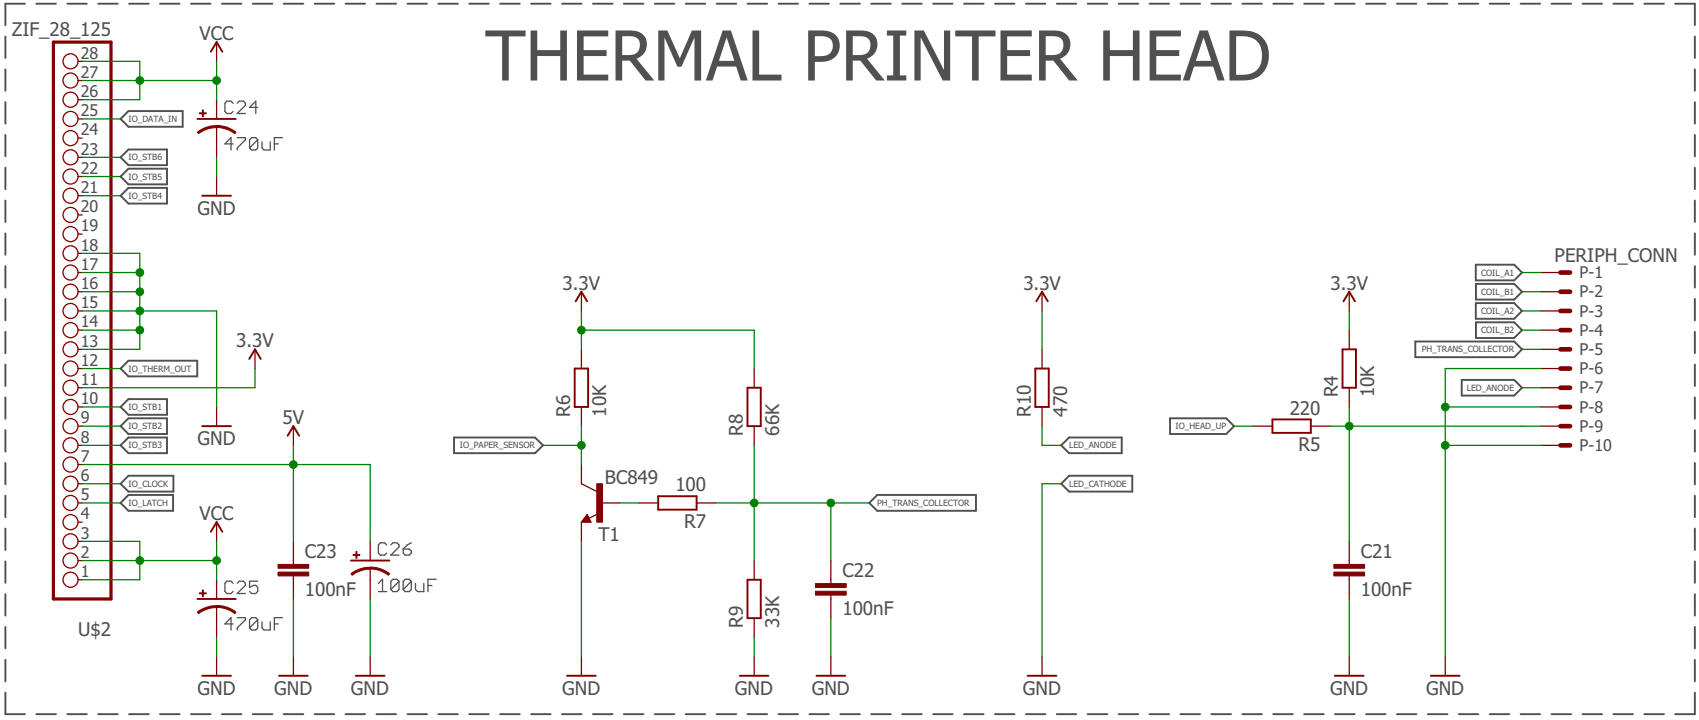 THERMAL PRINTER HEAD
ZIF_28_125
28
27
26
25
24
23
22
21
20
19
18
17
16
15
14
13
12
11
10
9
8
7
6
5
4
3
2
1
U$2
IO_DATA_IN
IO_STB6
IO_STB5
IO_STB4
IO_THERM_OUT
IO_STB1
IO_STB2
IO_STB3
IO_CLOCK
IO_LATCH
VCC
C24
470uF
GND
3.3V
GND
5V
VCC
C25
470uF
GND
C23
100nF
GND
C26
100uF
GND
3.3V
R6
10K
R8
66K
IO_PAPER_SENSOR
BC849
T1
100
R7
PH_TRANS_COLLECTOR
R9
33K
C22
100nF
GND
GND
GND
3.3V
R10
470
LED_ANODE
LED_CATHODE
GND
3.3V
R4
10K
IO_HEAD_UP
220
R5
C21
100nF
GND
PERIPH_CONN
COIL_A1
P-1
COIL_B1
P-2
COIL_A2
P-3
COIL_B2
P-4
PH_TRANS_COLLECTOR
P-5
P-6
LED_ANODE
P-7
P-8
P-9
P-10
GND